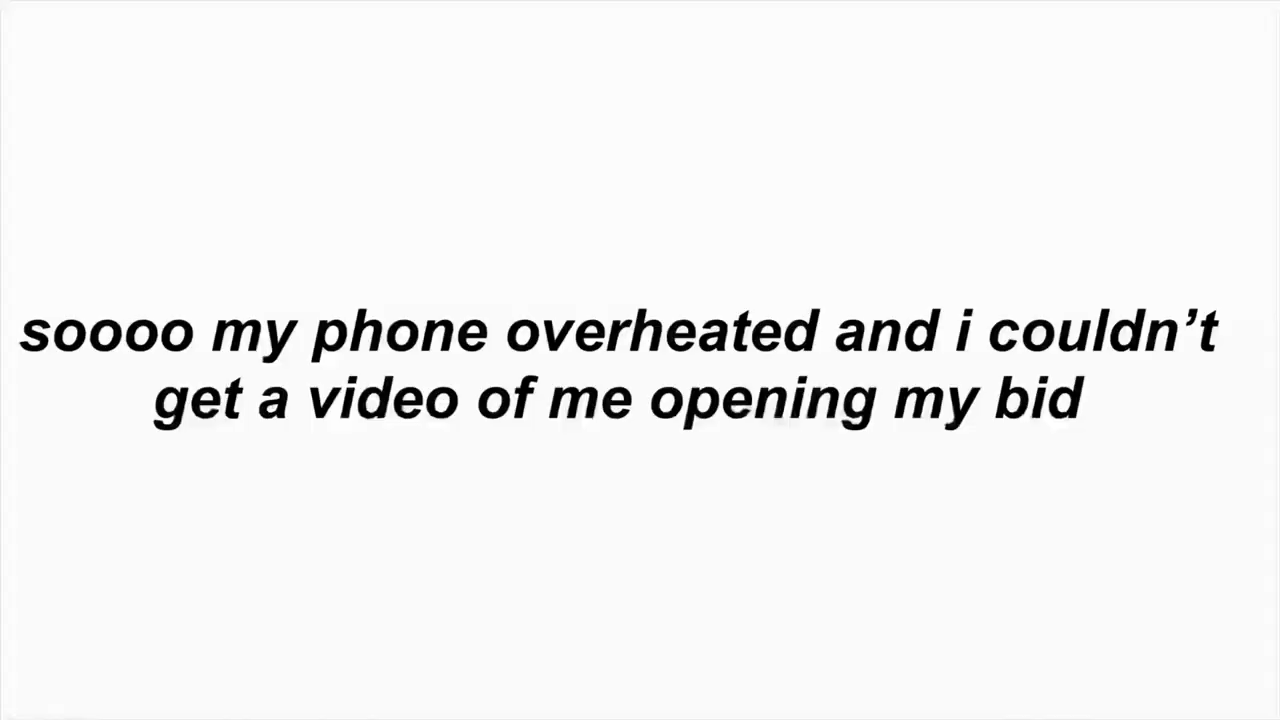 soooo my phone overheated and i couldn’t
get a video of me opening my bid